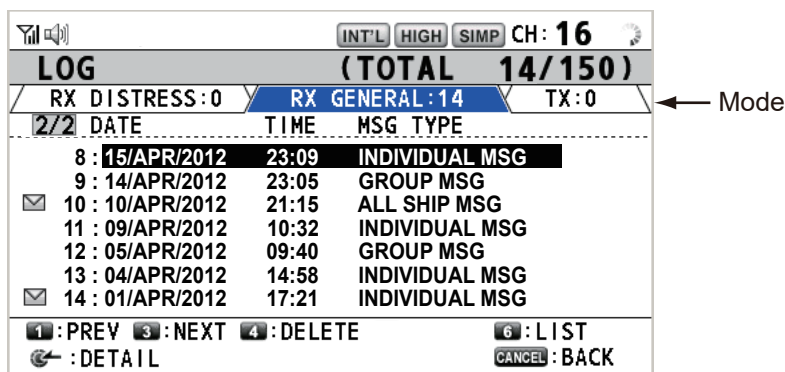 INT'L HIGH SIMP CH: 16
LOG (TOTAL 14/150)
RX DISTRESS:0 RX GENERAL:14 TX:0
Mode
2/2 DATE TIME MSG TYPE
8 : 15/APR/2012 23:09 INDIVIDUAL MSG
9 : 14/APR/2012 23:05 GROUP MSG
10 : 10/APR/2012 21:15 ALL SHIP MSG
11 : 09/APR/2012 10:32 INDIVIDUAL MSG
12 : 05/APR/2012 09:40 GROUP MSG
13 : 04/APR/2012 14:58 INDIVIDUAL MSG
14 : 01/APR/2012 17:21 INDIVIDUAL MSG
1 :PREV 3 :NEXT 4 :DELETE 6 :LIST
:DETAIL CANCEL :BACK